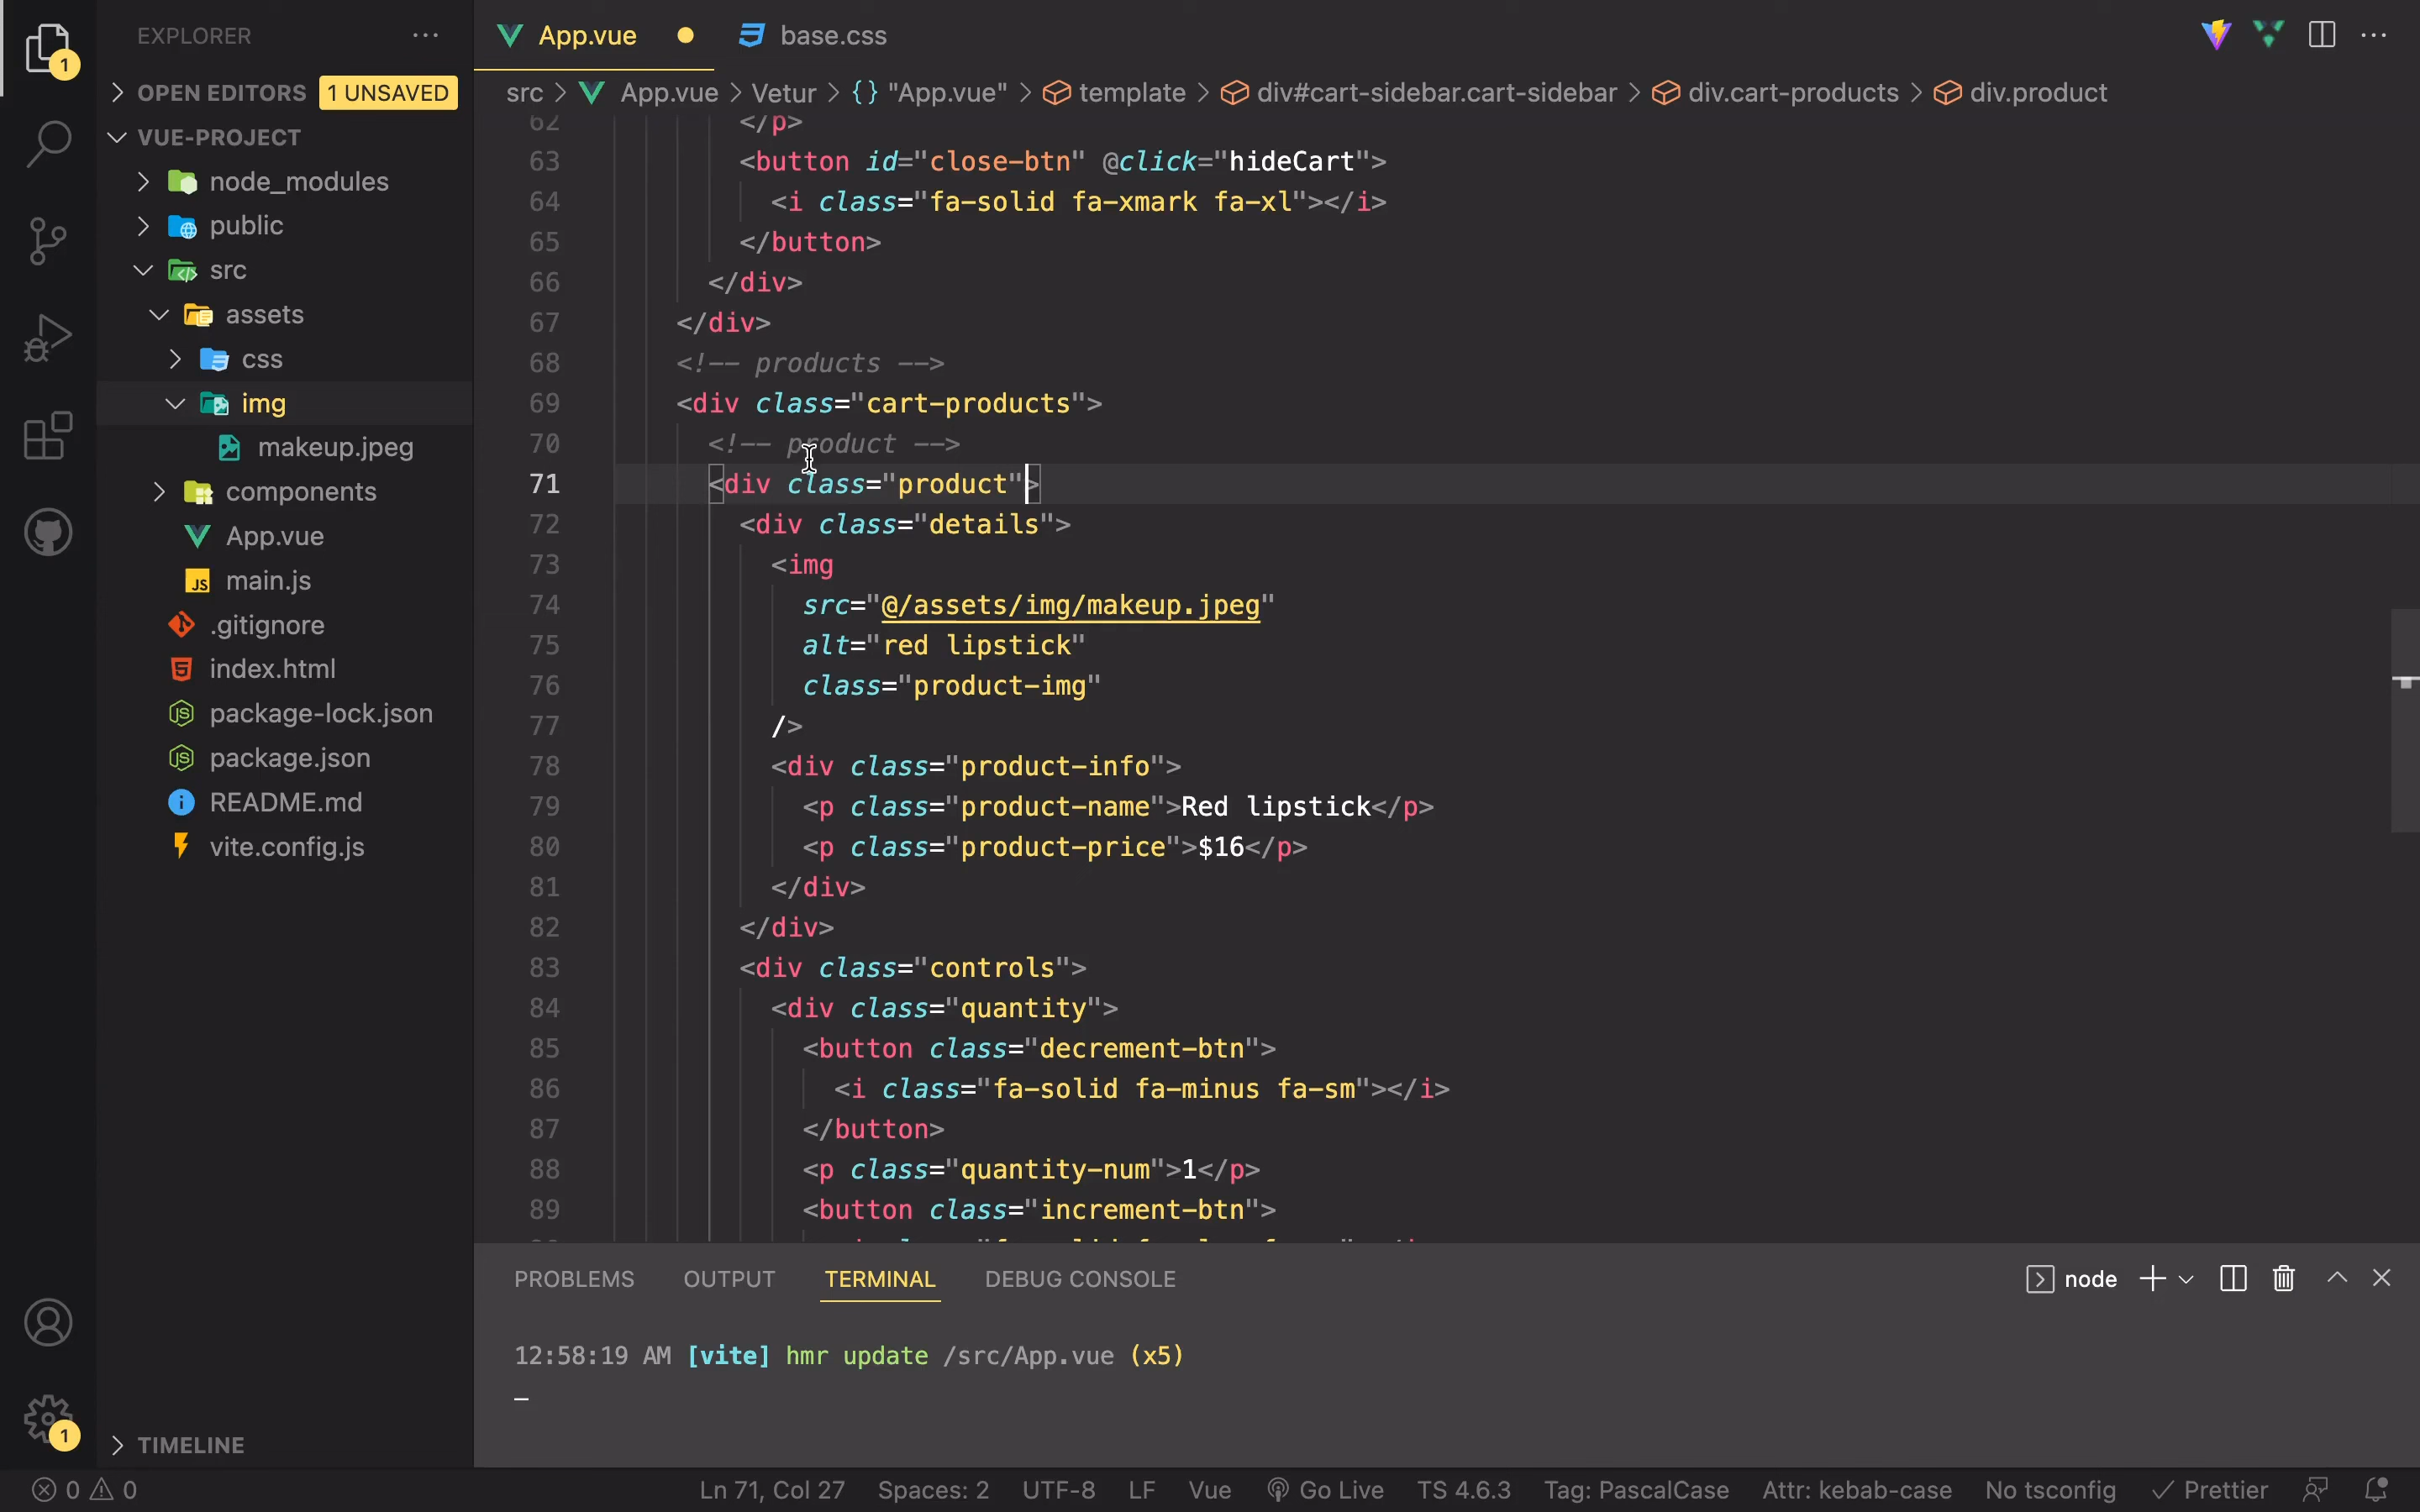 EXPLORER
1
OPEN EDITORS 1 UNSAVED
VUE-PROJECT
node_modules
public
src
assets
css
img
makeup.jpeg
components
App.vue
main.js
.gitignore
index.html
package-lock.json
package.json
README.md
vite.config.js
1
TIMELINE
App.vue
base.css
src > App.vue > Vetur > {} "App.vue" > template > div#cart-sidebar.cart-sidebar > div.cart-products > div.product
62 </p>
63 <button id="close-btn" @click="hideCart">
64 <i class="fa-solid fa-xmark fa-xl"></i>
65 </button>
66 </div>
67 </div>
68 <!-- products -->
69 <div class="cart-products">
70 <!-- product -->
71 <div class="product">
72 <div class="details">
73 <img
74 src="@/assets/img/makeup.jpeg"
75 alt="red lipstick"
76 class="product-img"
77 />
78 <div class="product-info">
79 <p class="product-name">Red lipstick</p>
80 <p class="product-price">$16</p>
81 </div>
82 </div>
83 <div class="controls">
84 <div class="quantity">
85 <button class="decrement-btn">
86 <i class="fa-solid fa-minus fa-sm"></i>
87 </button>
88 <p class="quantity-num">1</p>
89 <button class="increment-btn">
PROBLEMS OUTPUT TERMINAL DEBUG CONSOLE
node
12:58:19 AM [vite] hmr update /src/App.vue (x5)
0 0 Ln 71, Col 27 Spaces: 2 UTF-8 LF Vue Go Live TS 4.6.3 Tag: PascalCase Attr: kebab-case No tsconfig Prettier